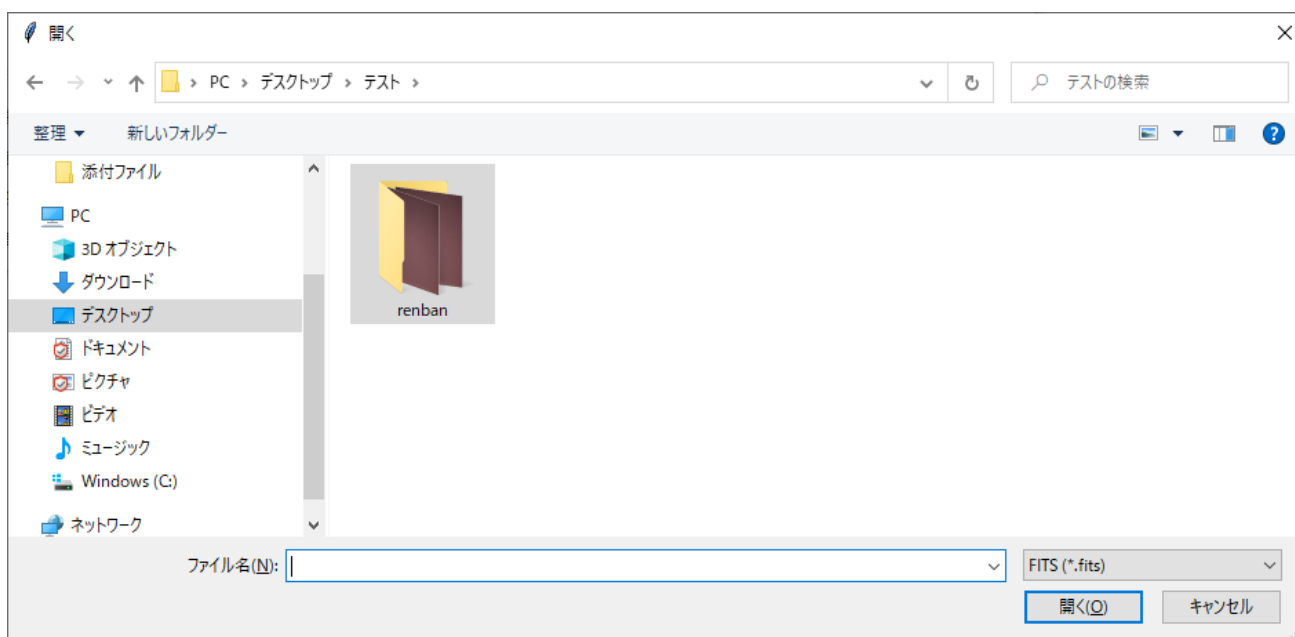 開く
PC › デスクトップ › テスト ›
テストの検索
整理
新しいフォルダー
添付ファイル
PC
3D オブジェクト
ダウンロード
デスクトップ
ドキュメント
ピクチャ
ビデオ
ミュージック
Windows (C:)
ネットワーク
renban
ファイル名(N):
FITS (*.fits)
開く(O)
キャンセル